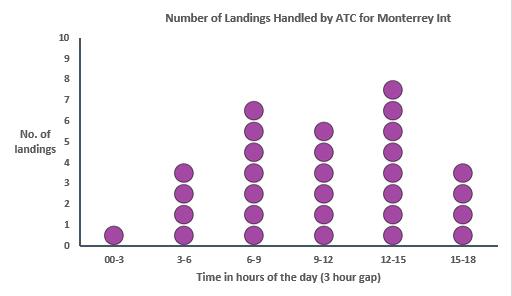 Number of Landings Handled by ATC for Monterrey Int
10
9
8
7
6
5
4
3
2
1
0
No. of
landings
00-3 3-6 6-9 9-12 12-15 15-18
Time in hours of the day (3 hour gap)